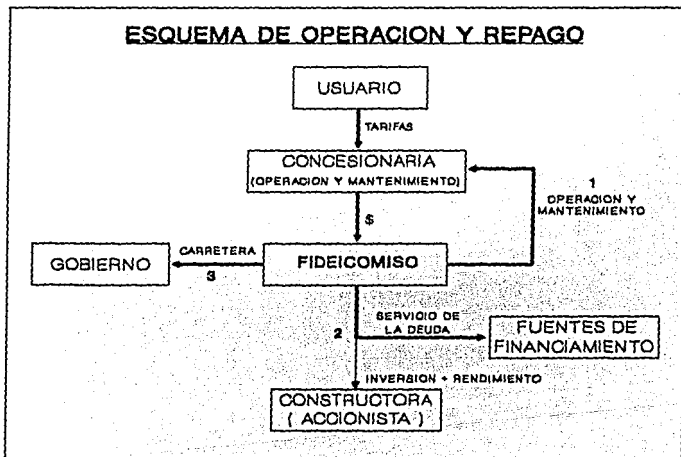 ESQUEMA DE OPERACION Y REPAGO
USUARIO
TARIFAS
CONCESIONARIA
(OPERACION Y MANTENIMIENTO)
1
OPERACION Y
MANTENIMIENTO
$
GOBIERNO
CARRETERA
3
FIDEICOMISO
2
SERVICIO DE
LA DEUDA
FUENTES DE
FINANCIAMIENTO
INVERSION + RENDIMIENTO
CONSTRUCTORA
( ACCIONISTA )